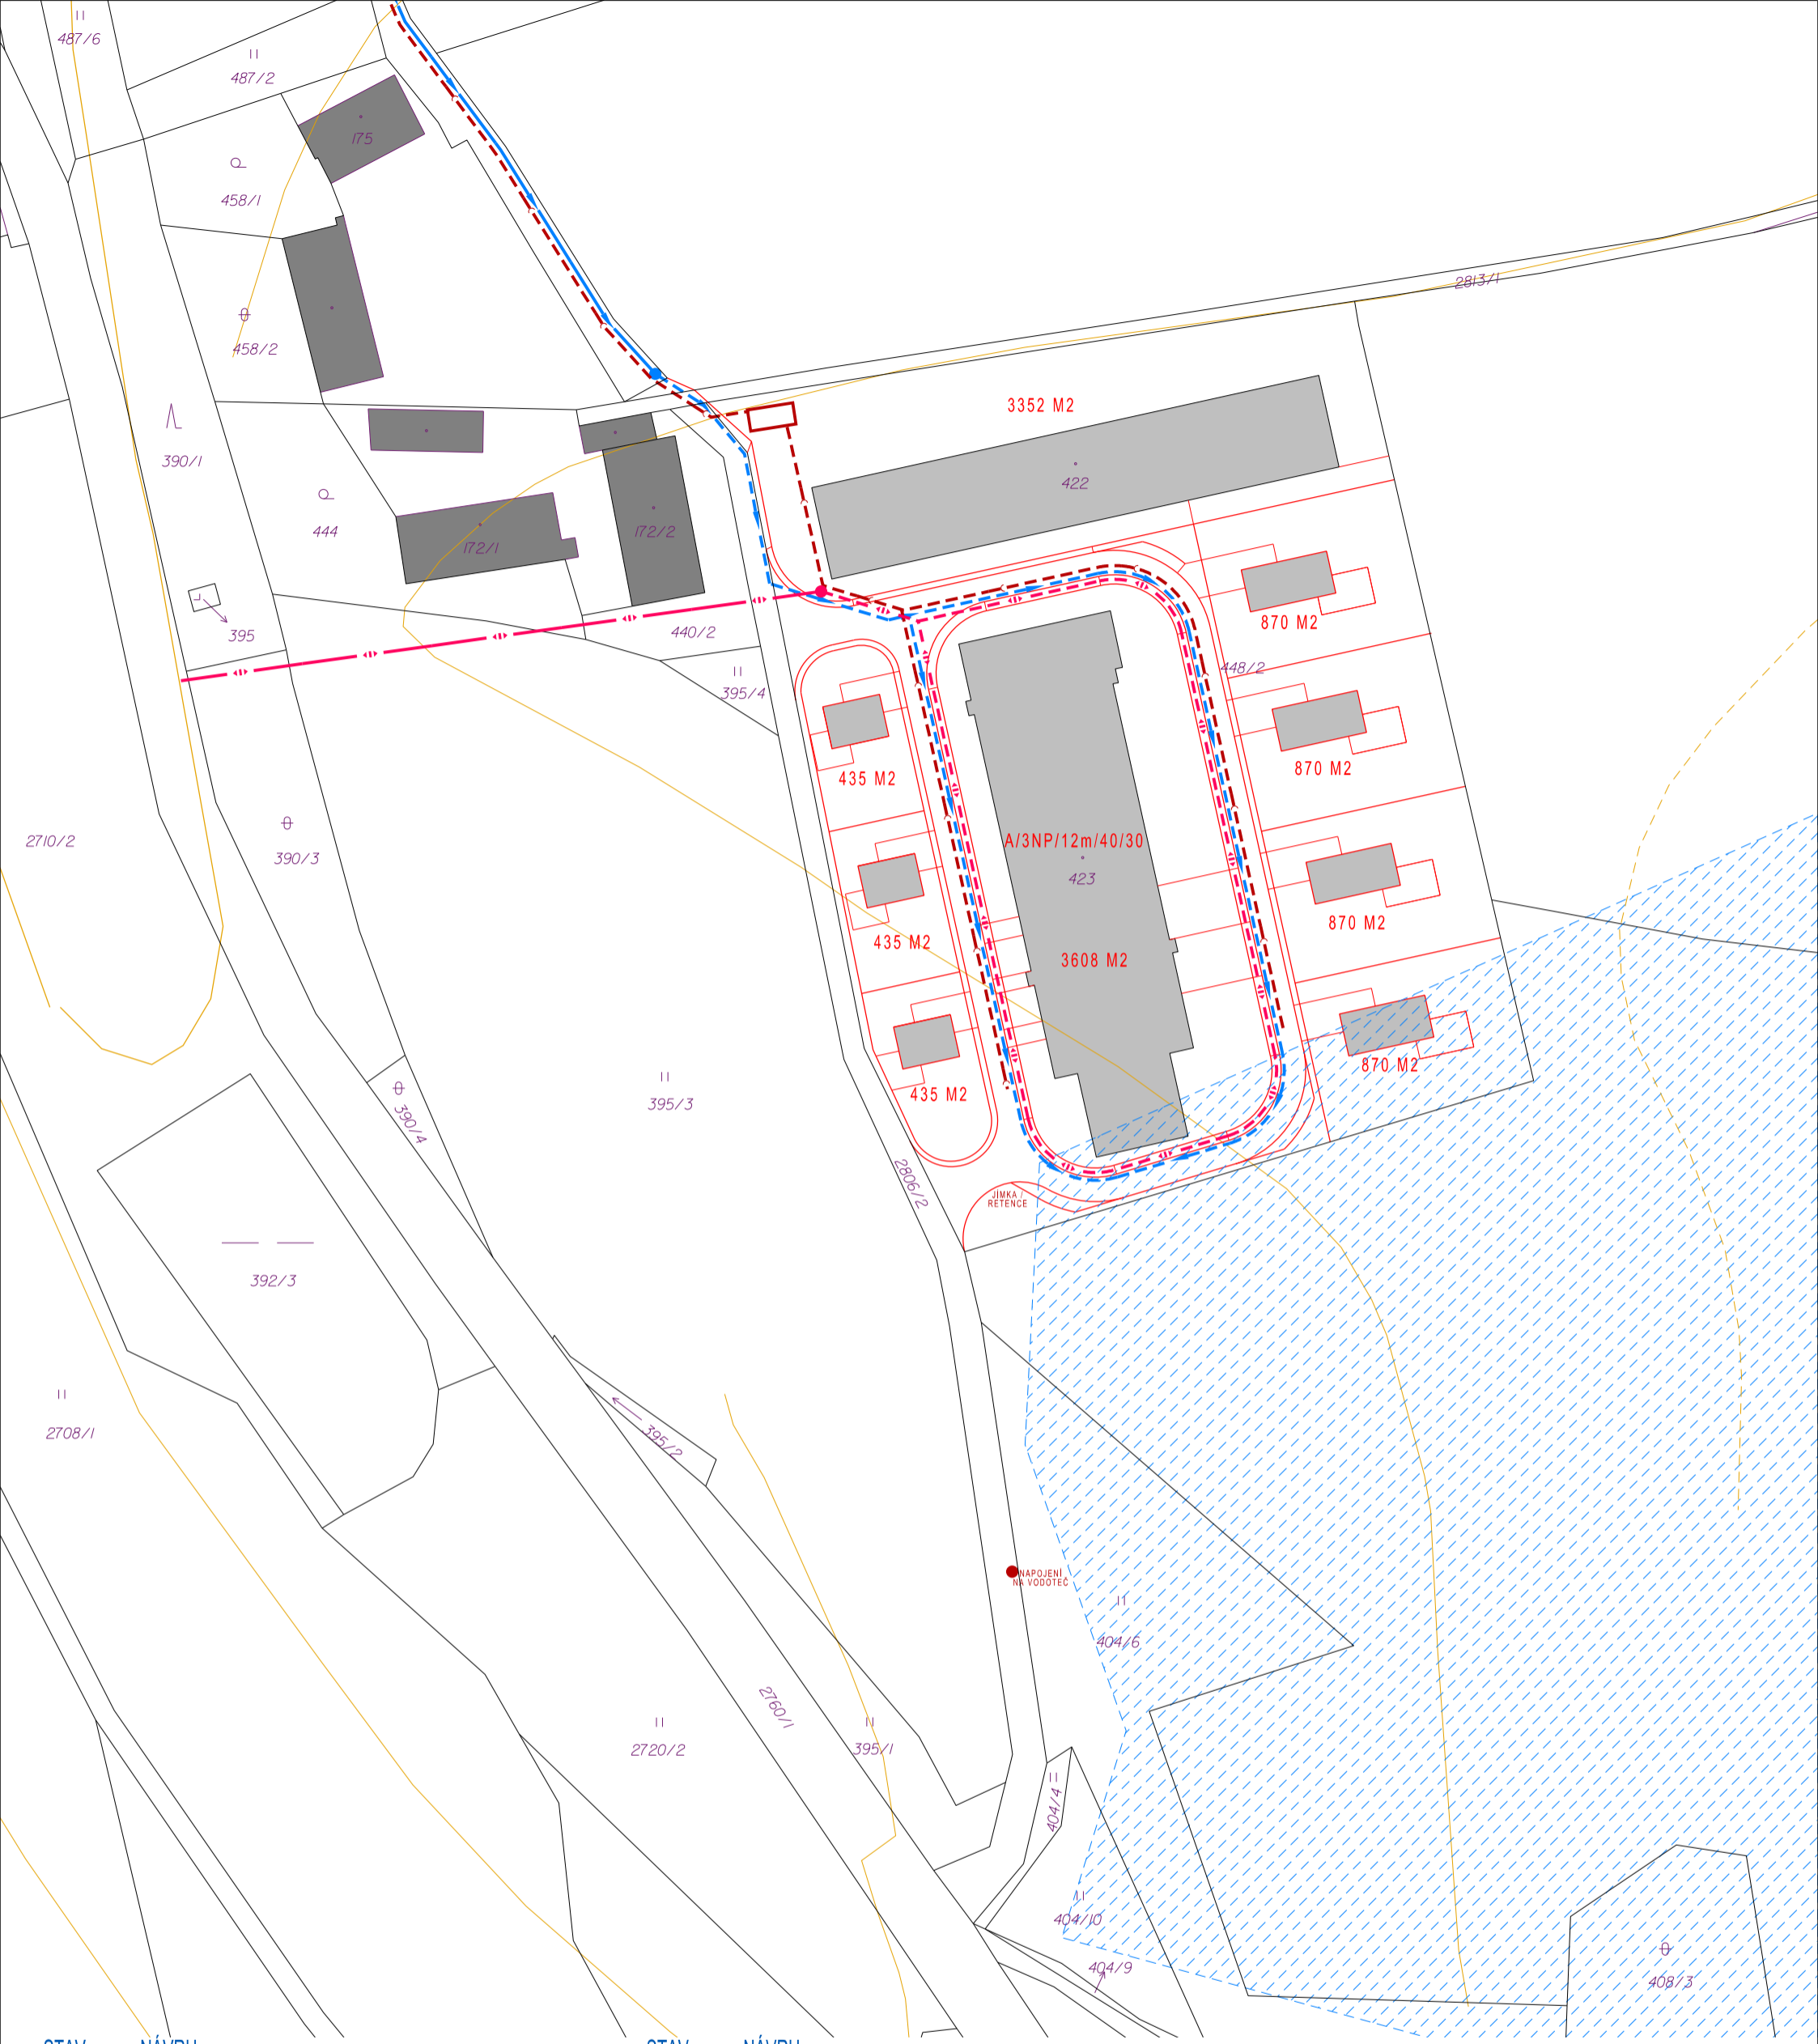 487/6
487/2
175
458/1
2813/1
458/2
3352 M2
390/1
422
444
172/2
172/1
870 M2
395
440/2
448/2
395/4
870 M2
435 M2
2710/2
A/3NP/12m/40/30
390/3
423
870 M2
435 M2
3608 M2
870 M2
435 M2
395/3
390/4
2806/2
JÍMKA /
RETENCE
392/3
2708/1
395/2
NAPOJENÍ
NA VODOTEČ
404/6
2760/1
2720/2
395/1
404/4
404/10
404/9
408/3
STAV NÁVRH STAV NÁVRH